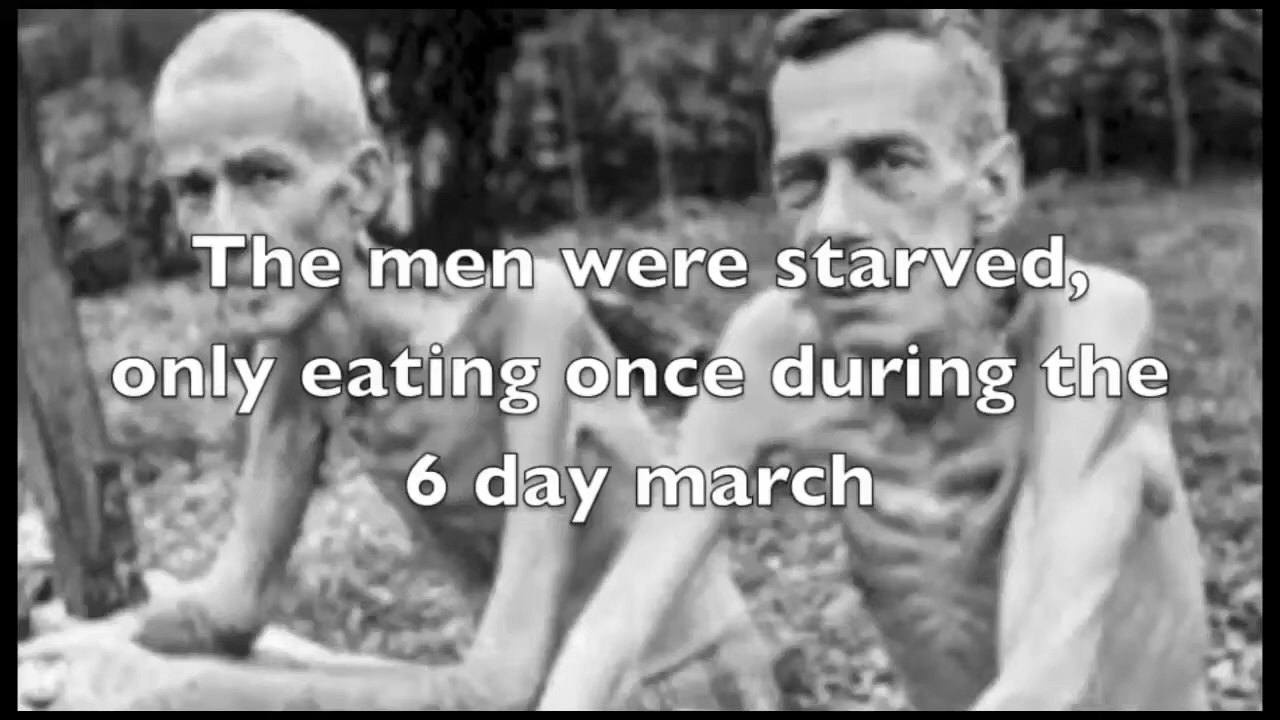 The men were starved,
only eating once during the
6 day march